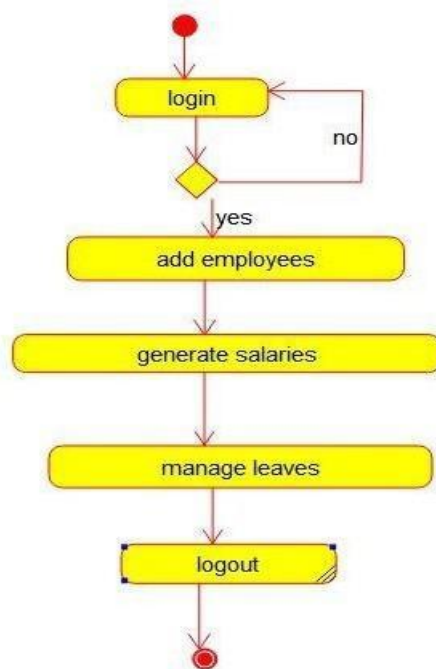 login
no
yes
add employees
generate salaries
manage leaves
logout